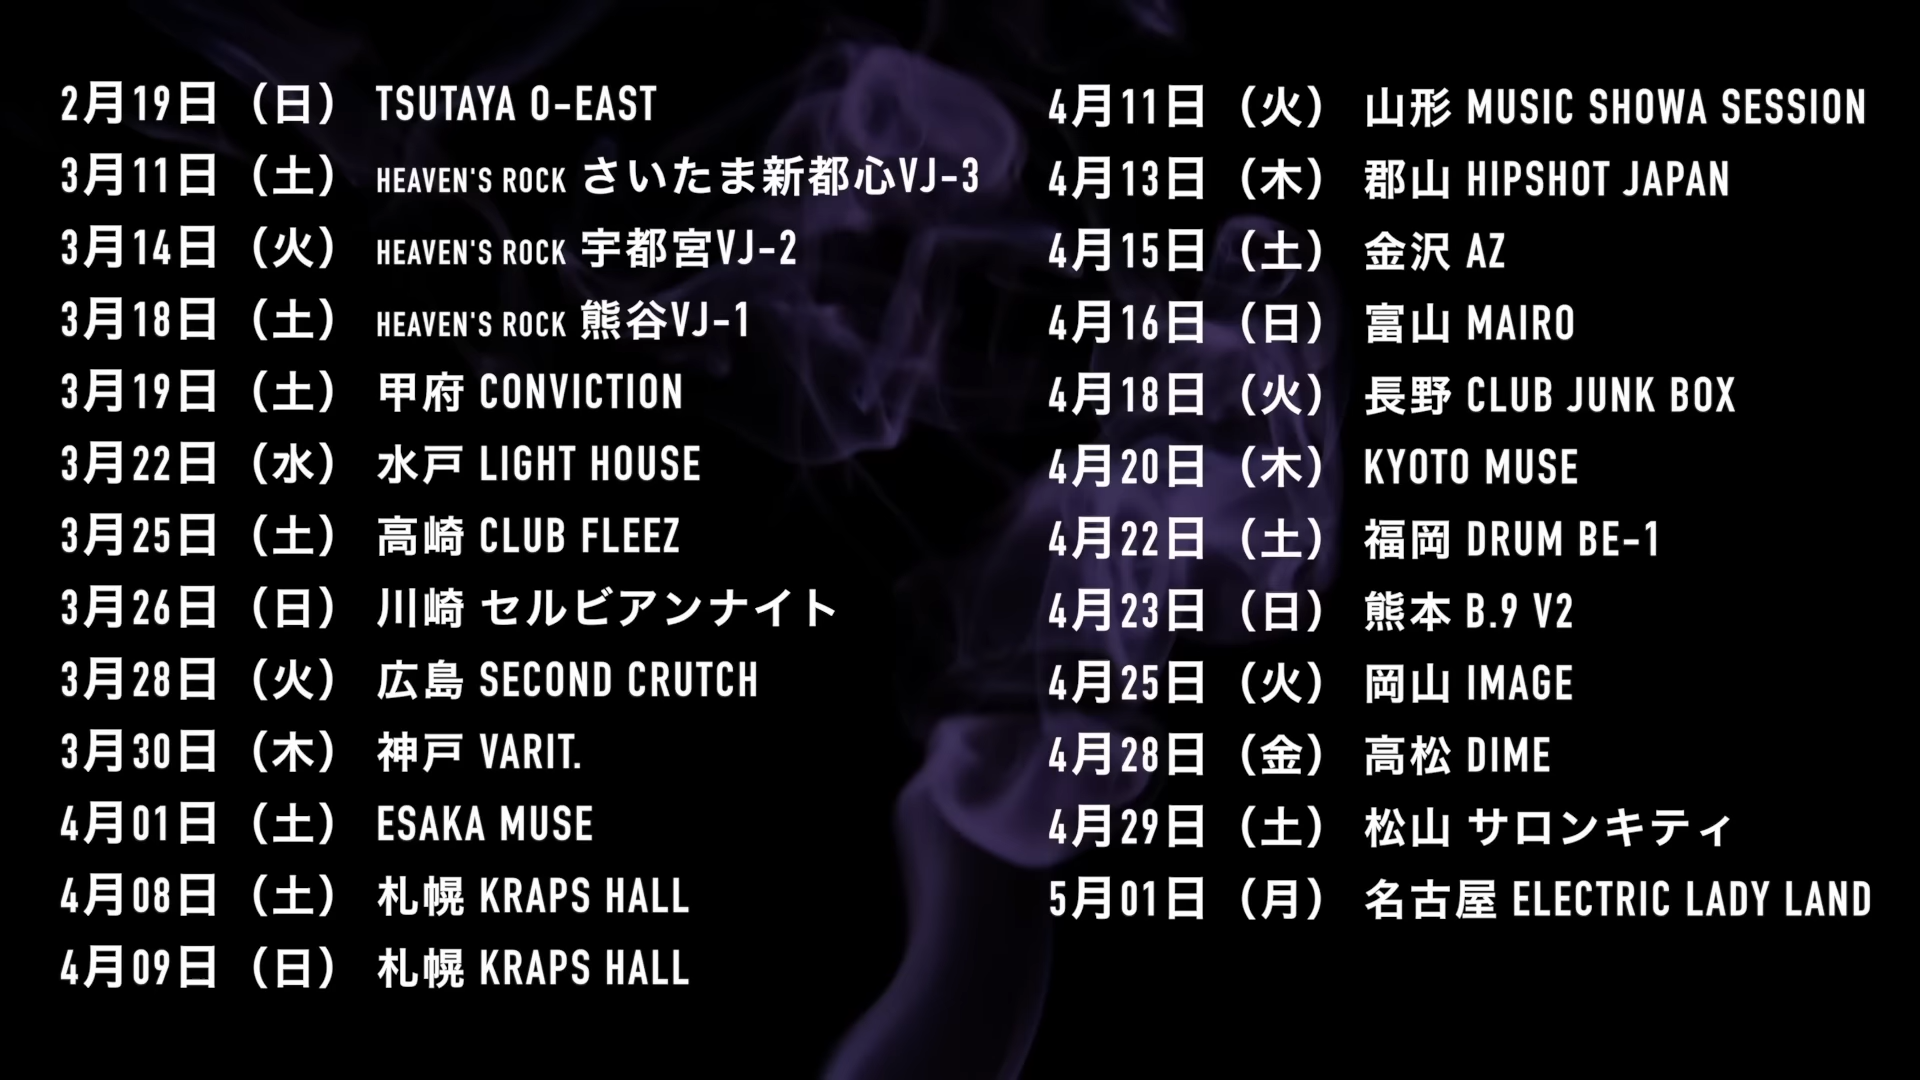 2月19日（日） TSUTAYA O-EAST
3月11日（土） HEAVEN'S ROCK さいたま新都心VJ-3
3月14日（火） HEAVEN'S ROCK 宇都宮VJ-2
3月18日（土） HEAVEN'S ROCK 熊谷VJ-1
3月19日（土） 甲府 CONVICTION
3月22日（水） 水戸 LIGHT HOUSE
3月25日（土） 高崎 CLUB FLEEZ
3月26日（日） 川崎 セルビアンナイト
3月28日（火） 広島 SECOND CRUTCH
3月30日（木） 神戸 VARIT.
4月01日（土） ESAKA MUSE
4月08日（土） 札幌 KRAPS HALL
4月09日（日） 札幌 KRAPS HALL
4月11日（火） 山形 MUSIC SHOWA SESSION
4月13日（木） 郡山 HIPSHOT JAPAN
4月15日（土） 金沢 AZ
4月16日（日） 富山 MAIRO
4月18日（火） 長野 CLUB JUNK BOX
4月20日（木） KYOTO MUSE
4月22日（土） 福岡 DRUM BE-1
4月23日（日） 熊本 B.9 V2
4月25日（火） 岡山 IMAGE
4月28日（金） 高松 DIME
4月29日（土） 松山 サロンキティ
5月01日（月） 名古屋 ELECTRIC LADY LAND